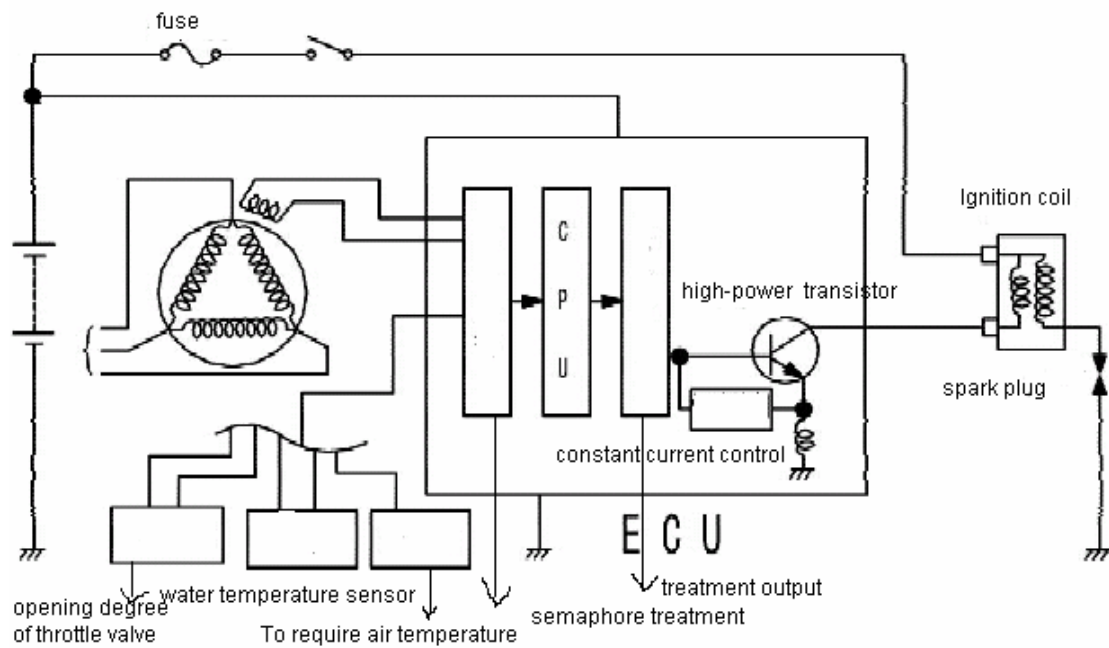 fuse
Ignition coil
C
P
U
high-power transistor
spark plug
constant current control
E C U
treatment output
water temperature sensor
semaphore treatment
opening degree
of throttle valve
To require air temperature